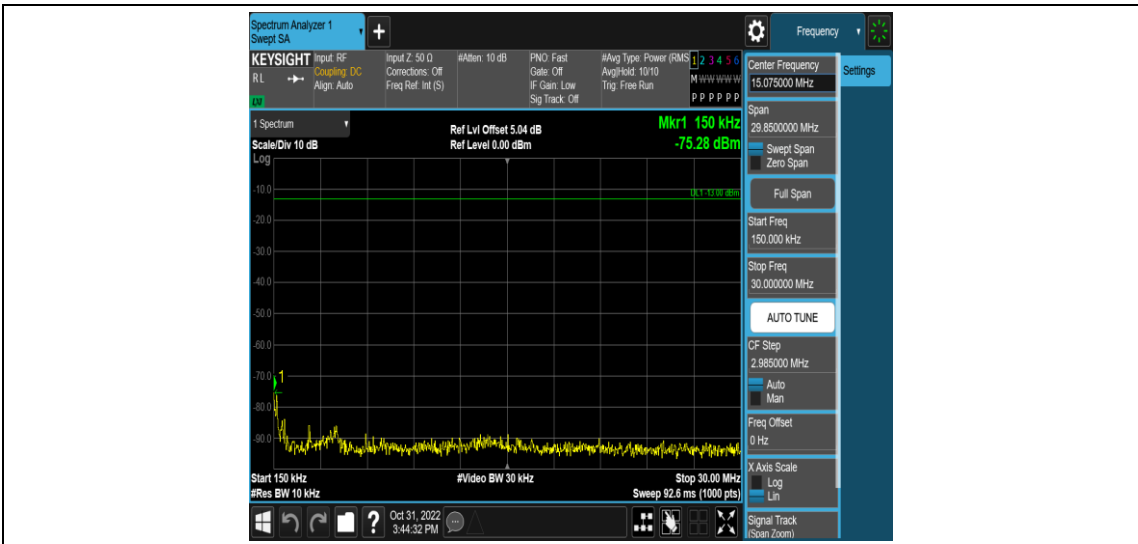 Spectrum Analyzer 1
Swept SA
+
Frequency
KEYSIGHT
RL
LXI
Input: RF
Coupling: DC
Align: Auto
Input Z: 50 Ω
Corrections: Off
Freq Ref: Int (S)
#Atten: 10 dB
PNO: Fast
Gate: Off
IF Gain: Low
Sig Track: Off
#Avg Type: Power (RMS
Avg|Hold: 10/10
Trig: Free Run
1 2 3 4 5 6
M W W W W W
P P P P P P
1 Spectrum
Scale/Div 10 dB
Log
Ref Lvl Offset 5.04 dB
Ref Level 0.00 dBm
Mkr1 150 kHz
-75.28 dBm
DL1 -13.00 dBm
-10.0
-20.0
-30.0
-40.0
-50.0
-60.0
-70.0
1
-80.0
-90.0
Start 150 kHz
#Res BW 10 kHz
#Video BW 30 kHz
Stop 30.00 MHz
Sweep 92.6 ms (1000 pts)
?
Oct 31, 2022
3:44:32 PM
Center Frequency
15.075000 MHz
Settings
Span
29.8500000 MHz
Swept Span
Zero Span
Full Span
Start Freq
150.000 kHz
Stop Freq
30.000000 MHz
AUTO TUNE
CF Step
2.985000 MHz
Auto
Man
Freq Offset
0 Hz
X Axis Scale
Log
Lin
Signal Track
(Span Zoom)